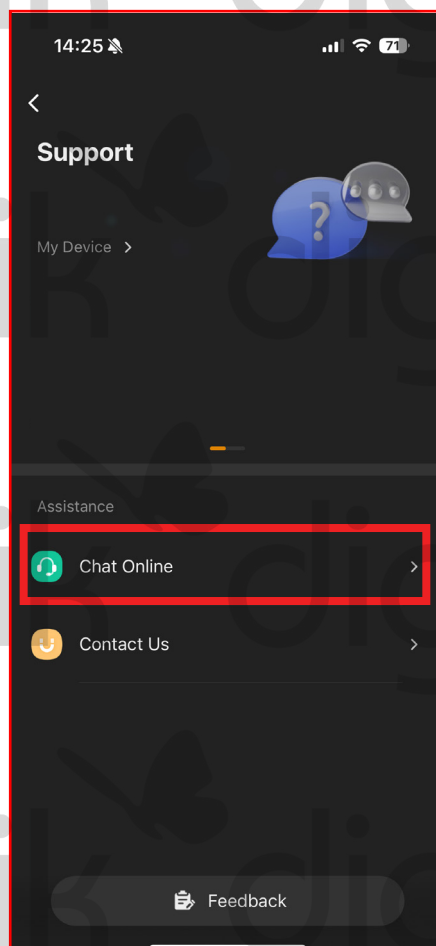 14:25
71
Support
My Device
Assistance
Chat Online
Contact Us
Feedback